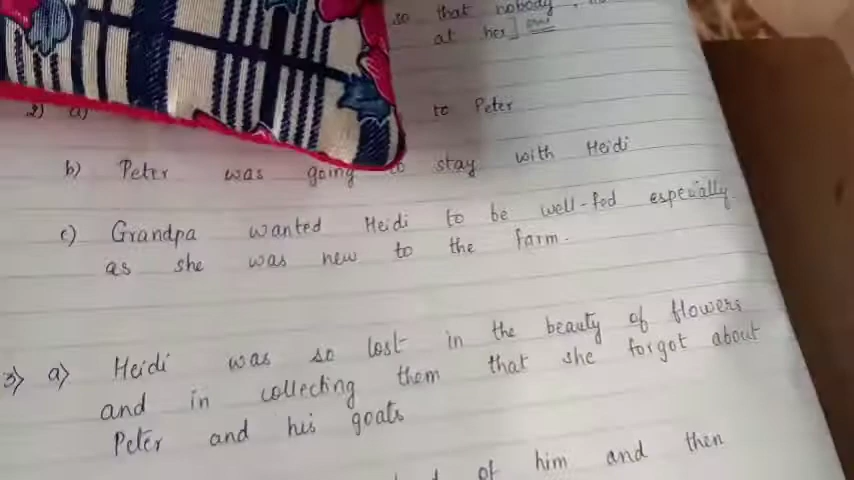 so that nobody
at her] one
2) a) to Peter
b) Peter was going to stay with Heidi
c) Grandpa wanted Heidi to be well-fed especially
as she was new to the farm.
3) a) Heidi was so lost in the beauty of flowers
and in collecting them that she forgot about
Peter and his goats
of him and then